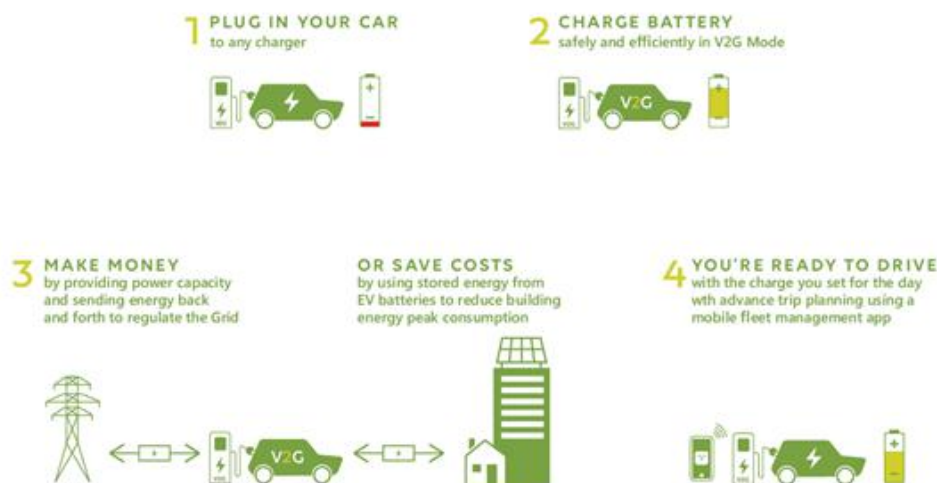 1 PLUG IN YOUR CAR
to any charger
2 CHARGE BATTERY
safely and efficiently in V2G Mode
V2G
3 MAKE MONEY
by providing power capacity
and sending energy back
and forth to regulate the Grid
OR SAVE COSTS
by using stored energy from
EV batteries to reduce building
energy peak consumption
4 YOU'RE READY TO DRIVE
with the charge you set for the day
wth advance trip planning using a
mobile fleet management app
V2G